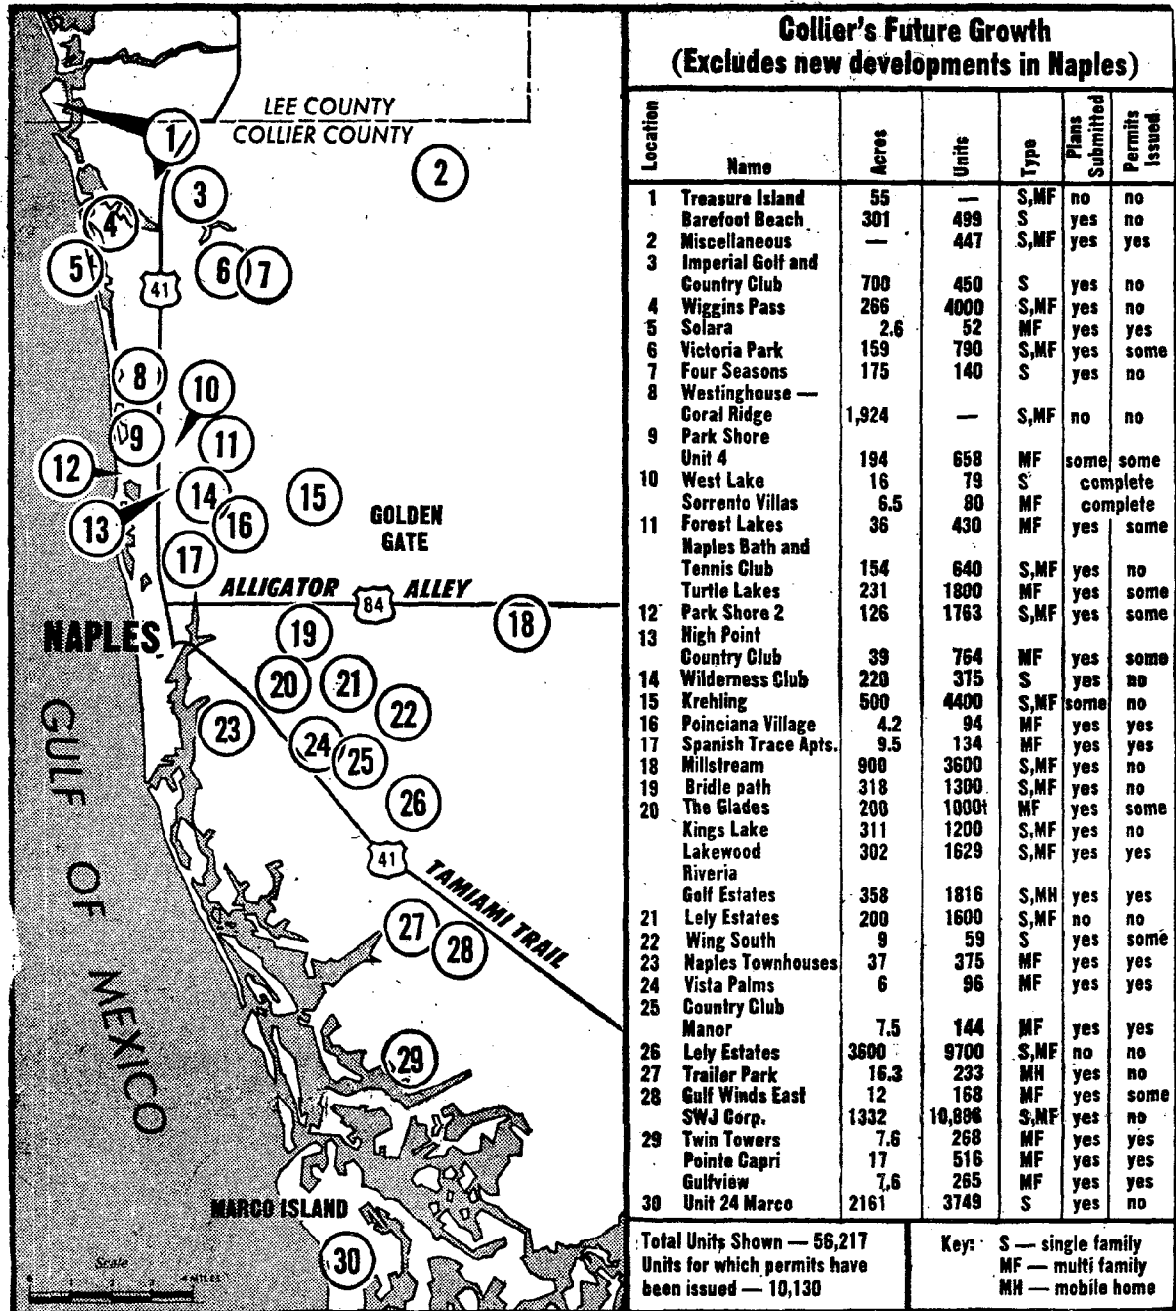 LEE COUNTY
COLLIER COUNTY
1
2
3
4
5
6
7
41
8
10
9
11
12
14
15
13
16
GOLDEN
GATE
17
ALLIGATOR ALLEY
84
18
NAPLES
19
20
21
22
23
24
25
26
41
TAMIAMI TRAIL
27
28
29
GULF OF MEXICO
MARCO ISLAND
30
Scale
4 MILES
Collier's Future Growth
(Excludes new developments in Naples)
Location Name Acres Units Type Plans Submitted Permits Issued
1 Treasure Island 55 — S,MF no no
Barefoot Beach 301 499 S yes no
2 Miscellaneous — 447 S,MF yes yes
3 Imperial Golf and
Country Club 700 450 S yes no
4 Wiggins Pass 266 4000 S,MF yes no
5 Solara 2.6 52 MF yes yes
6 Victoria Park 159 790 S,MF yes some
7 Four Seasons 175 140 S yes no
8 Westinghouse —
Coral Ridge 1,924 — S,MF no no
9 Park Shore
Unit 4 194 658 MF some some
10 West Lake 16 79 S complete
Sorrento Villas 6.5 80 MF complete
11 Forest Lakes 36 430 MF yes some
Naples Bath and
Tennis Club 154 640 S,MF yes no
Turtle Lakes 231 1800 MF yes some
12 Park Shore 2 126 1763 S,MF yes some
13 High Point
Country Club 39 764 MF yes some
14 Wilderness Club 220 375 S yes no
15 Krehling 500 4400 S,MF some no
16 Poinciana Village 4.2 94 MF yes yes
17 Spanish Trace Apts. 9.5 134 MF yes yes
18 Millstream 900 3600 S,MF yes no
19 Bridle path 318 1300 S,MF yes no
20 The Glades 200 1000† MF yes some
Kings Lake 311 1200 S,MF yes no
Lakewood 302 1629 S,MF yes yes
Riveria
Golf Estates 358 1816 S,MH yes yes
21 Lely Estates 200 1600 S,MF no no
22 Wing South 9 59 S yes some
23 Naples Townhouses 37 375 MF yes yes
24 Vista Palms 6 96 MF yes yes
25 Country Club
Manor 7.5 144 MF yes yes
26 Lely Estates 3600 9700 S,MF no no
27 Trailer Park 16.3 233 MH yes no
28 Gulf Winds East 12 168 MF yes some
SWJ Corp. 1332 10,886 S,MF yes no
29 Twin Towers 7.6 268 MF yes yes
Pointe Capri 17 516 MF yes yes
Gulfview 7.6 265 MF yes yes
30 Unit 24 Marco 2161 3749 S yes no
Total Units Shown — 56,217
Units for which permits have
been issued — 10,130
Key: S — single family
MF — multi family
MH — mobile home